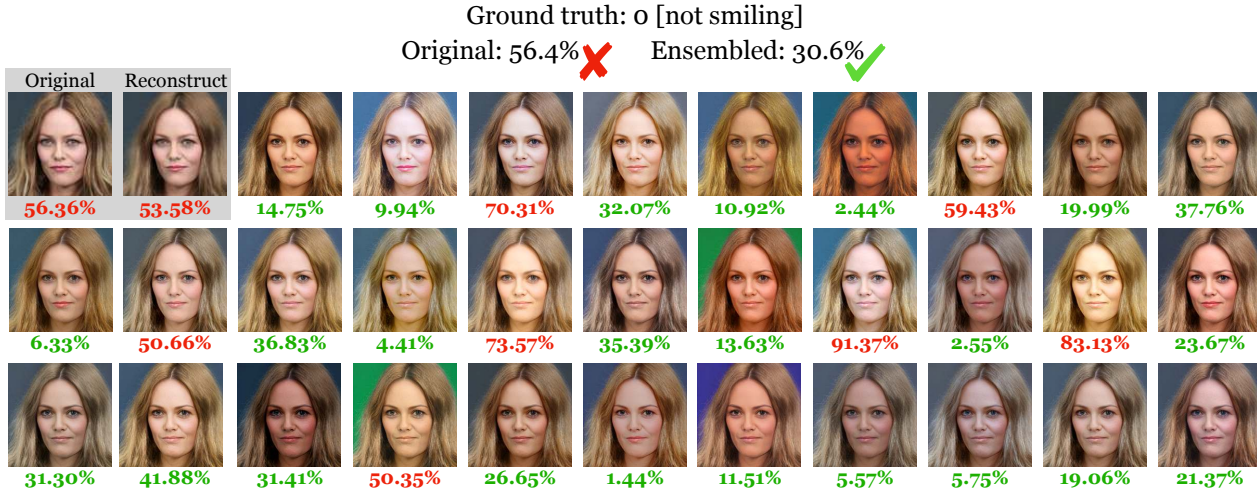 Ground truth: 0 [not smiling]
Original: 56.4% Ensembled: 30.6%
Original Reconstruct
56.36% 53.58% 14.75% 9.94% 70.31% 32.07% 10.92% 2.44% 59.43% 19.99% 37.76%
6.33% 50.66% 36.83% 4.41% 73.57% 35.39% 13.63% 91.37% 2.55% 83.13% 23.67%
31.30% 41.88% 31.41% 50.35% 26.65% 1.44% 11.51% 5.57% 5.75% 19.06% 21.37%